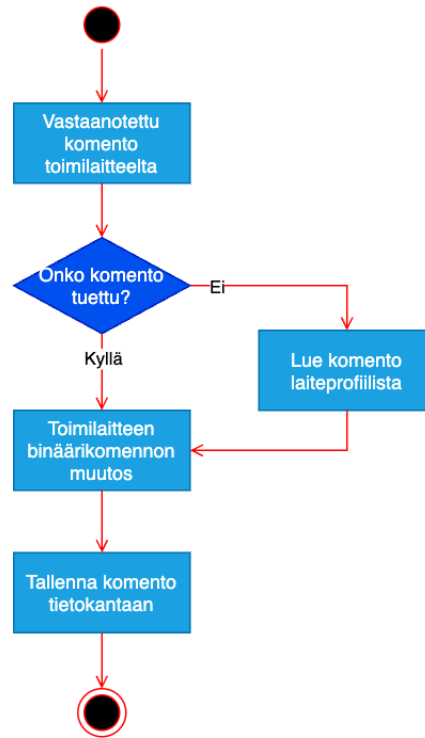 Vastaanotettu
komento
toimilaitteelta
Onko komento
tuettu?
Ei
Kyllä
Lue komento
laiteprofiilista
Toimilaitteen
binäärikomennon
muutos
Tallenna komento
tietokantaan